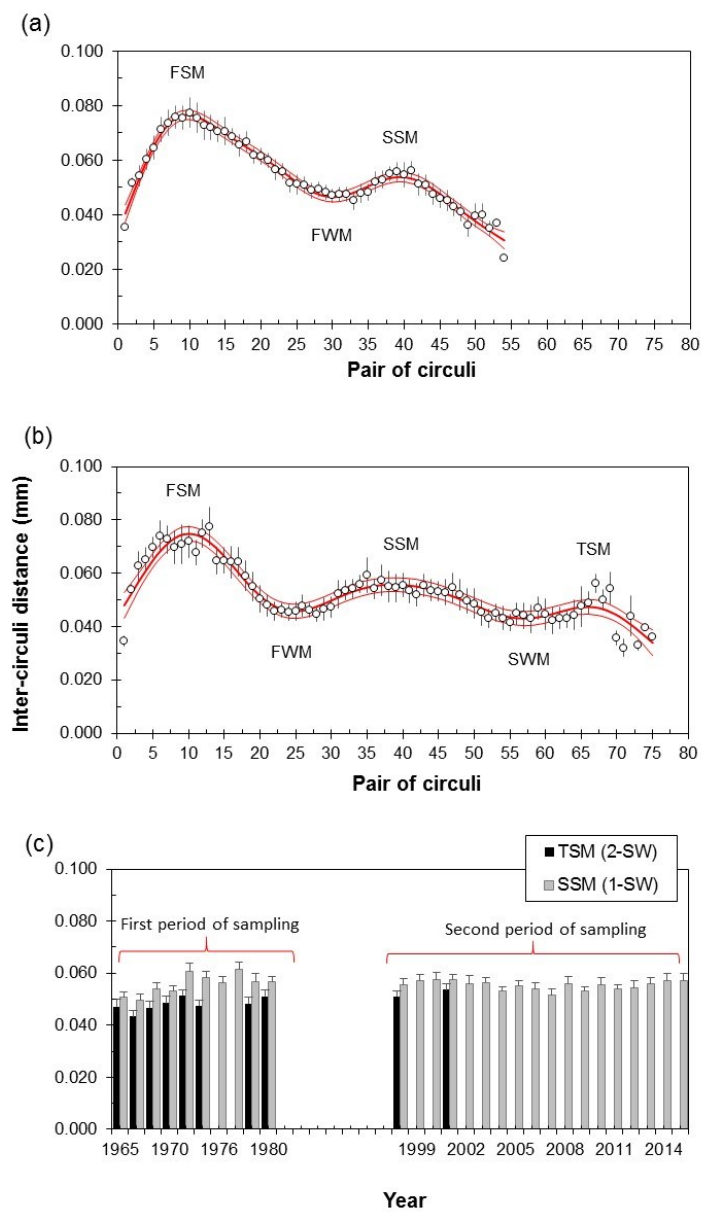 (a)
0.100
0.080
0.060
0.040
0.020
0.000
FSM
SSM
FWM
0 5 10 15 20 25 30 35 40 45 50 55 60 65 70 75 80
Pair of circuli
(b)
Inter-circuli distance (mm)
0.100
0.080
0.060
0.040
0.020
0.000
FSM
SSM
TSM
FWM
SWM
0 5 10 15 20 25 30 35 40 45 50 55 60 65 70 75 80
Pair of circuli
(c)
TSM (2-SW)
SSM (1-SW)
0.100
0.080
0.060
0.040
0.020
0.000
First period of sampling
Second period of sampling
1965 1970 1976 1980 1999 2002 2005 2008 2011 2014
Year